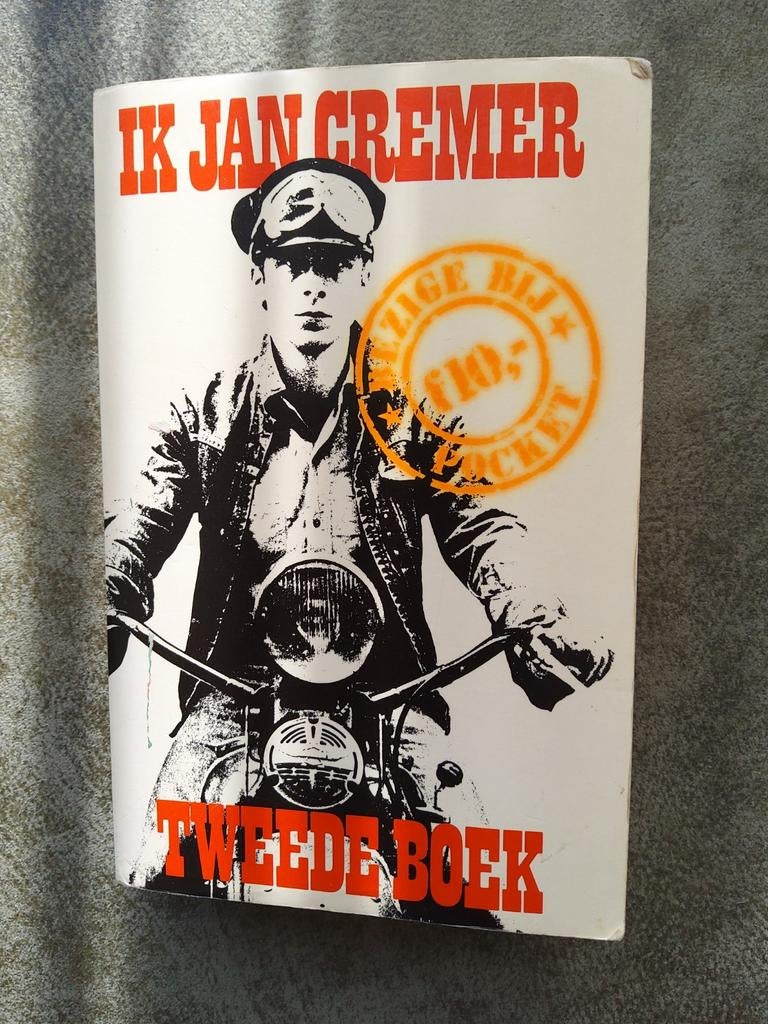 IK JAN CREMER
BEZIGE BIJ
f10,-
POCKET
TWEEDE BOEK